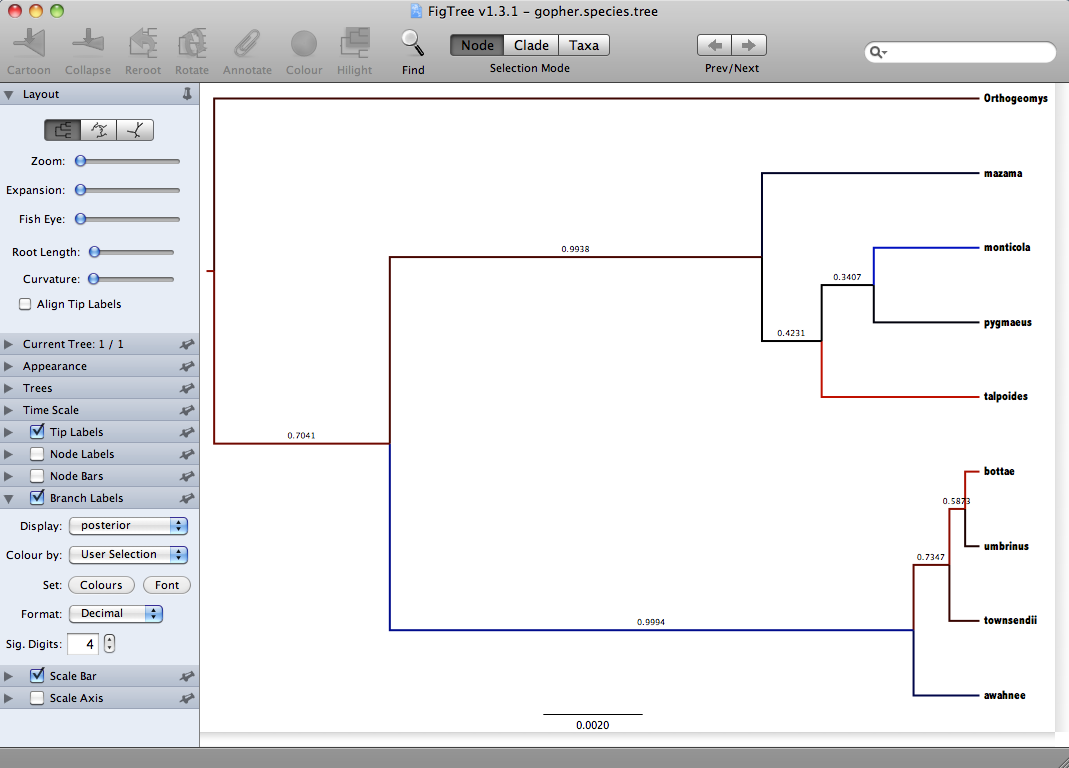 FigTree v1.3.1 - gopher.species.tree
Cartoon Collapse Reroot Rotate Annotate Colour Hilight Find
Node Clade Taxa
Selection Mode
Prev/Next
Layout
Zoom:
Expansion:
Fish Eye:
Root Length:
Curvature:
Align Tip Labels
Current Tree: 1 / 1
Appearance
Trees
Time Scale
Tip Labels
Node Labels
Node Bars
Branch Labels
Display: posterior
Colour by: User Selection
Set: Colours Font
Format: Decimal
Sig. Digits: 4
Scale Bar
Scale Axis
Orthogeomys
mazama
0.9938
monticola
0.3407
pygmaeus
0.4231
talpoides
0.7041
bottae
0.5873
umbrinus
0.7347
townsendii
0.9994
awahnee
0.0020